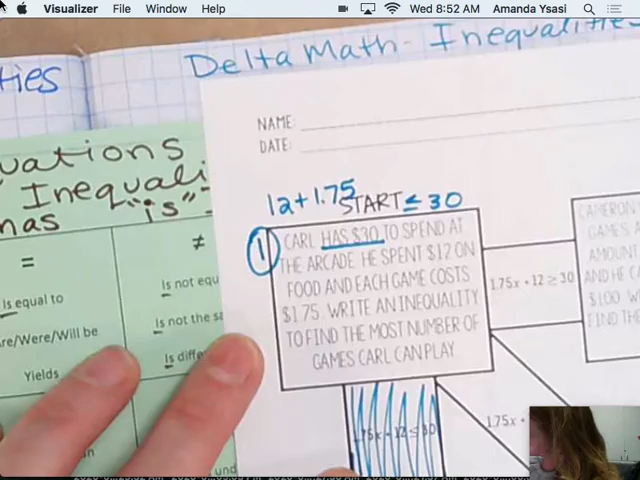 Visualizer File Window Help Wed 8:52 AM Amanda Ysasi
Delta Math - Inequalities
ties
NAME:
DATE:
uations
Inequali
has "is"
12+1.75 START ≤ 30
1 CARL HAS $30 TO SPEND AT
THE ARCADE. HE SPENT $12 ON
FOOD AND EACH GAME COSTS
$1.75. WRITE AN INEQUALITY
TO FIND THE MOST NUMBER OF
GAMES CARL CAN PLAY.
1.75x + 12 ≥ 30
CAMERON
GAMES A
AMOUNT
AND HE CA
$100. W
FIND THE
= ≠
is equal to
Is not equ
re/Were/Will be
Is not the sa
Yields
Is diffe
1.75x +
.75x + 12 ≤ 30
und